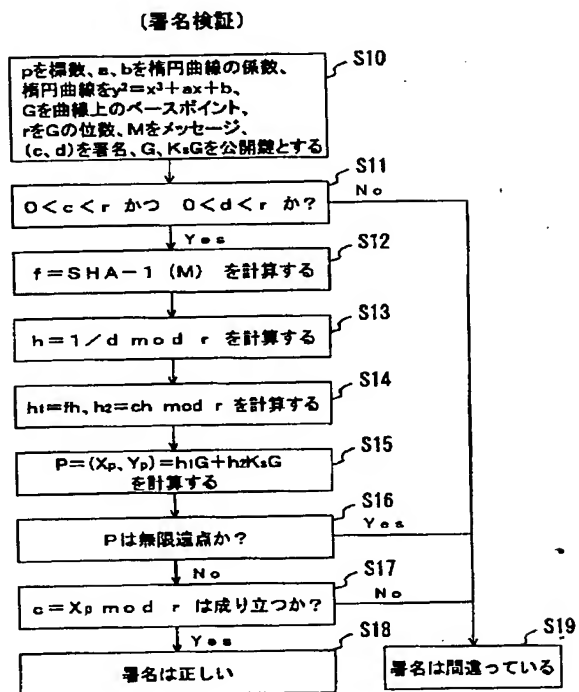 (署名検証)
S10
pを標数、a、bを楕円曲線の係数、
楕円曲線をy²=x³+ax+b、
Gを曲線上のベースポイント、
rをGの位数、Mをメッセージ、
(c、d)を署名、G、KsGを公開鍵とする
S11
0<c<r かつ 0<d<r か?
No
Yes
S12
f=SHA-1 (M) を計算する
S13
h=1/d mod r を計算する
S14
h1=fh、h2=ch mod r を計算する
S15
P=(Xp、Yp)=h1G+h2KsG
を計算する
S16
Pは無限遠点か?
Yes
No
S17
c=Xp mod r は成り立つか?
No
Yes
S18
署名は正しい
S19
署名は間違っている